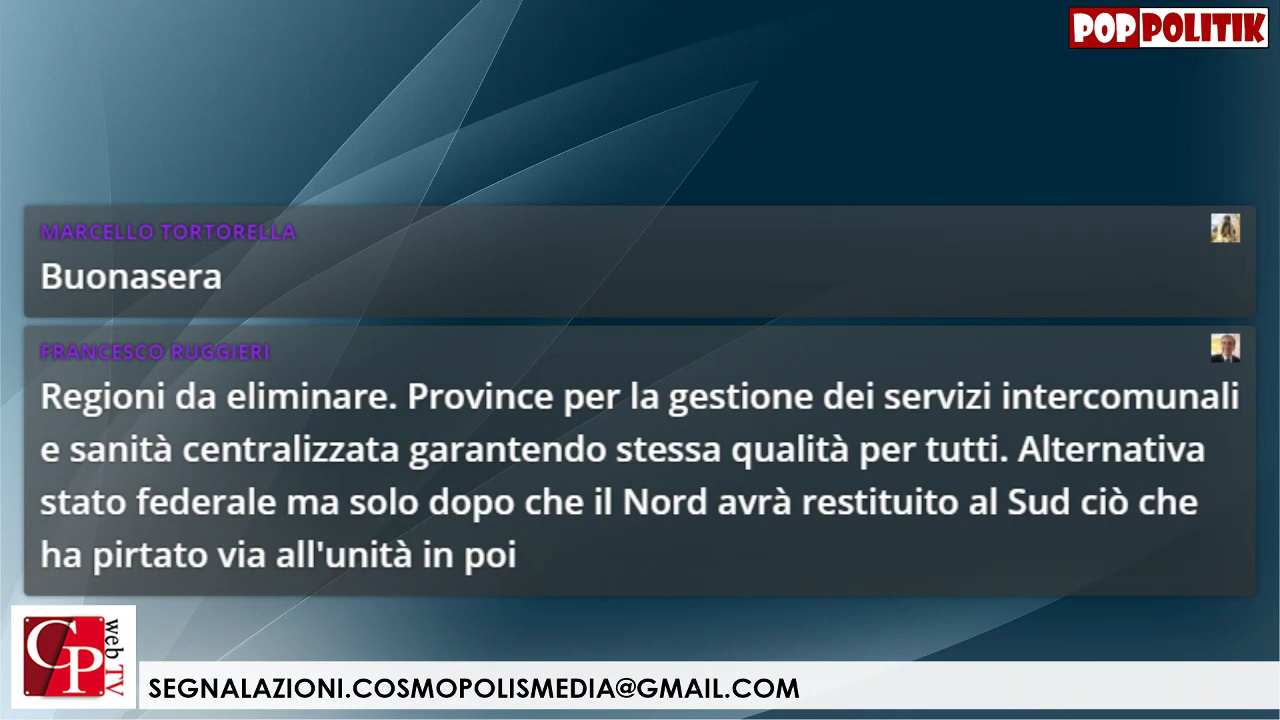 POPPOLITIK
MARCELLO TORTORELLA
Buonasera
FRANCESCO RUGGIERI
Regioni da eliminare. Province per la gestione dei servizi intercomunali
e sanità centralizzata garantendo stessa qualità per tutti. Alternativa
stato federale ma solo dopo che il Nord avrà restituito al Sud ciò che
ha pirtato via all'unità in poi
CP web TV
SEGNALAZIONI.COSMOPOLISMEDIA@GMAIL.COM